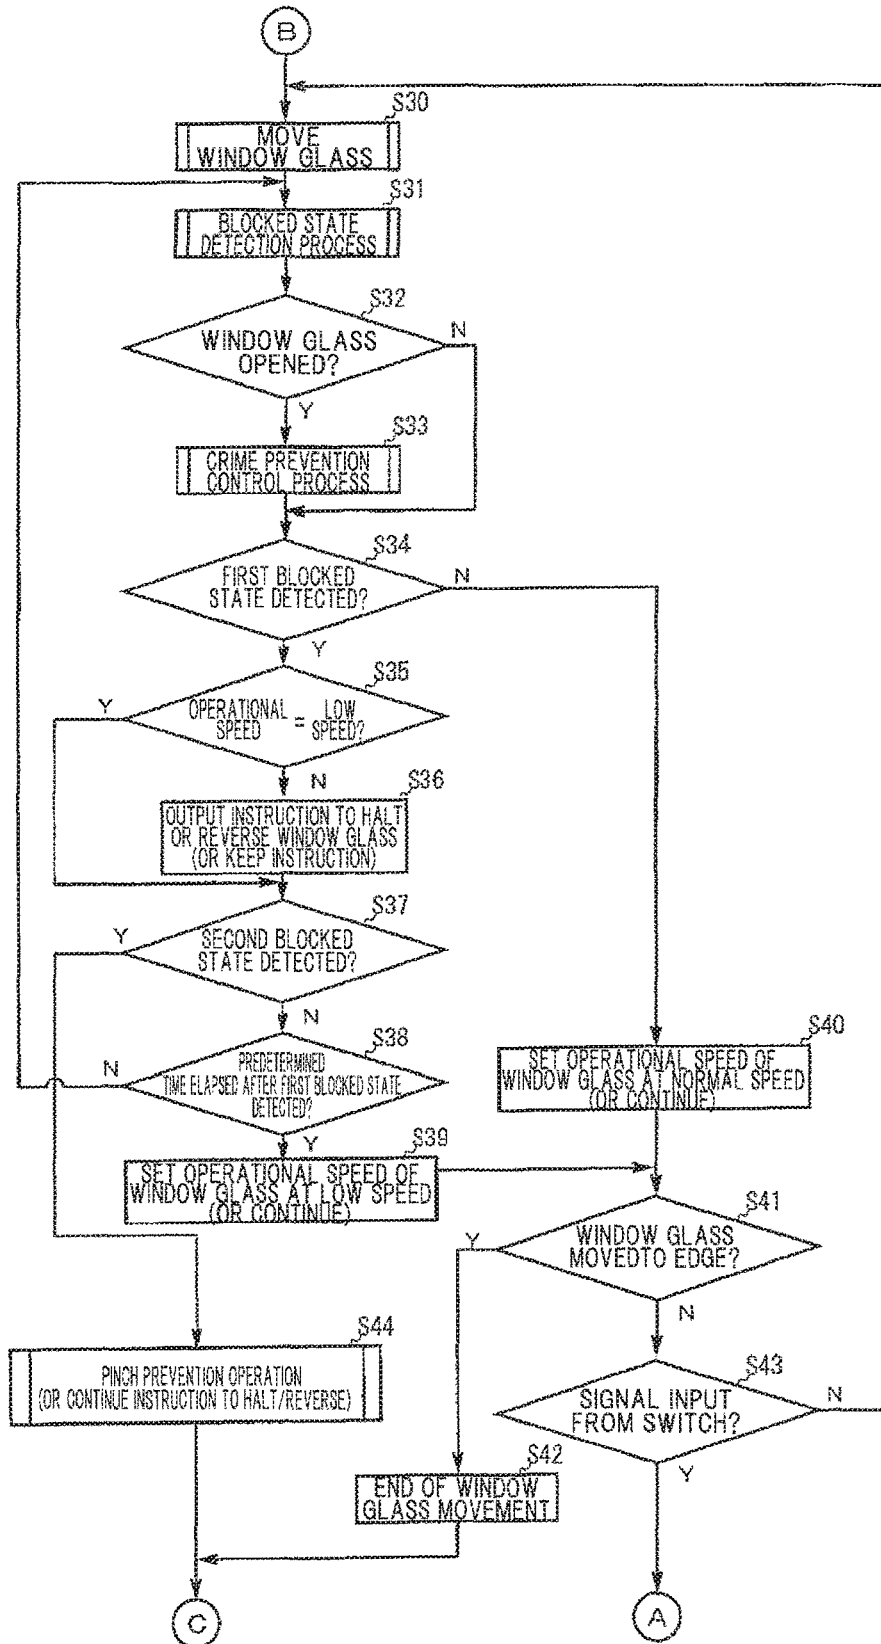 B
S30
MOVE
WINDOW GLASS
S31
BLOCKED STATE
DETECTION PROCESS
S32
WINDOW GLASS
OPENED?
N
Y
S33
CRIME PREVENTION
CONTROL PROCESS
S34
FIRST BLOCKED
STATE DETECTED?
N
Y
S35
OPERATIONAL
SPEED
=
LOW
SPEED?
Y
N
S36
OUTPUT INSTRUCTION TO HALT
OR REVERSE WINDOW GLASS
(OR KEEP INSTRUCTION)
S37
SECOND BLOCKED
STATE DETECTED?
Y
N
S38
PREDETERMINED
TIME ELAPSED AFTER FIRST BLOCKED STATE
DETECTED?
N
Y
S39
SET OPERATIONAL SPEED OF
WINDOW GLASS AT LOW SPEED
(OR CONTINUE)
S40
SET OPERATIONAL SPEED OF
WINDOW GLASS AT NORMAL SPEED
(OR CONTINUE)
S41
WINDOW GLASS
MOVEDTO EDGE?
Y
N
S44
PINCH PREVENTION OPERATION
(OR CONTINUE INSTRUCTION TO HALT/REVERSE)
S43
SIGNAL INPUT
FROM SWITCH?
N
Y
S42
END OF WINDOW
GLASS MOVEMENT
C
A